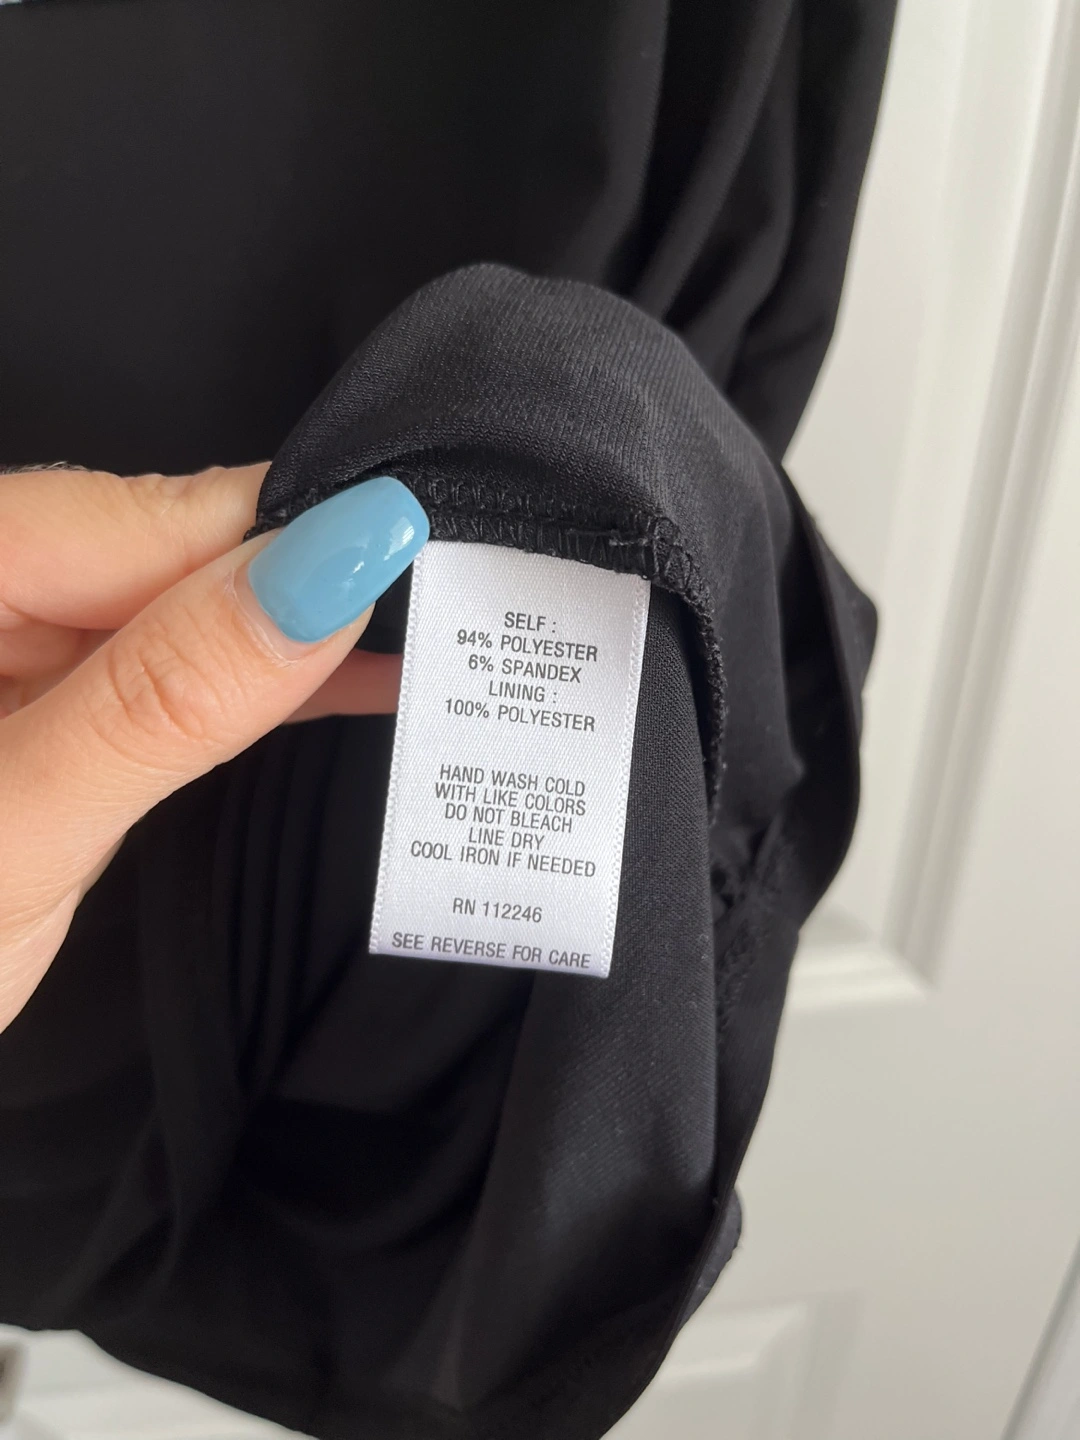 SELF :
94% POLYESTER
6% SPANDEX
LINING :
100% POLYESTER
HAND WASH COLD
WITH LIKE COLORS
DO NOT BLEACH
LINE DRY
COOL IRON IF NEEDED
RN 112246
SEE REVERSE FOR CARE